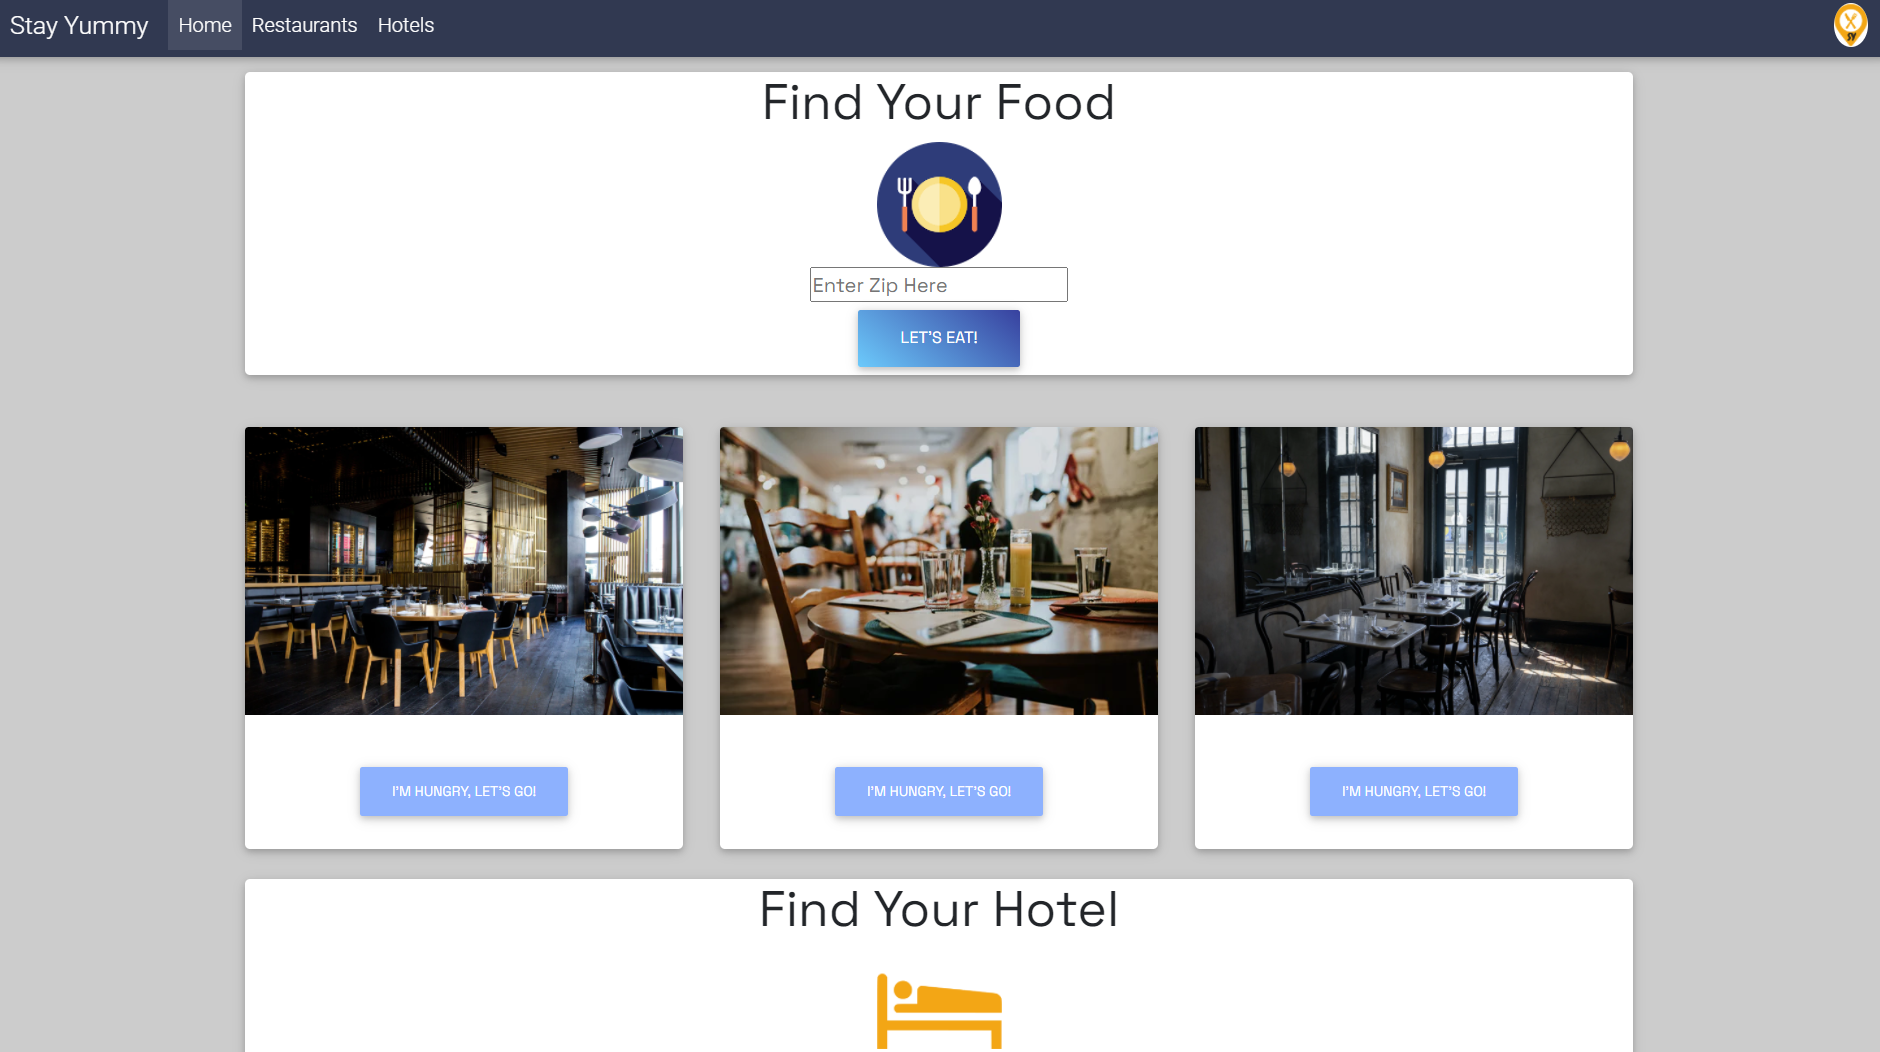 Stay Yummy Home Restaurants Hotels
SY
Find Your Food
Enter Zip Here
LET'S EAT!
I'M HUNGRY, LET'S GO! I'M HUNGRY, LET'S GO! I'M HUNGRY, LET'S GO!
Find Your Hotel